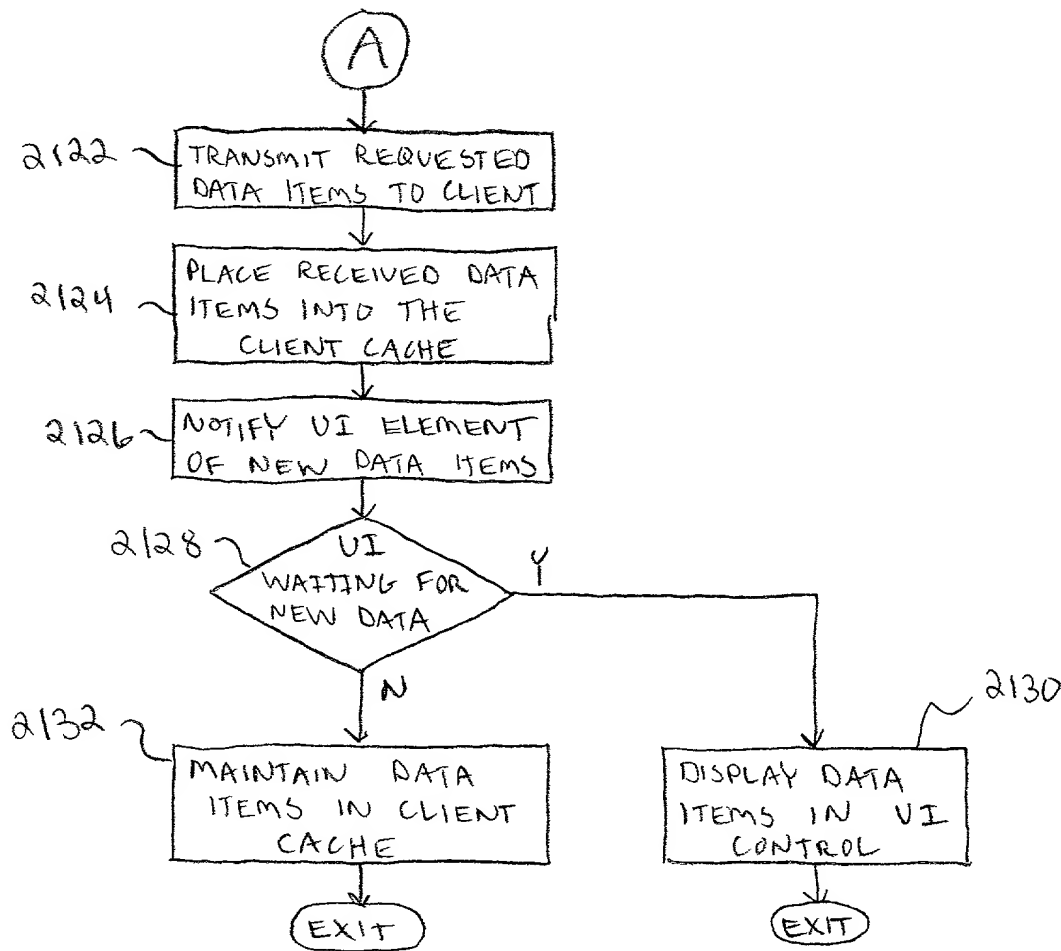 A
2122
TRANSMIT REQUESTED
DATA ITEMS TO CLIENT
2124
PLACE RECEIVED DATA
ITEMS INTO THE
CLIENT CACHE
2126
NOTIFY UI ELEMENT
OF NEW DATA ITEMS
2128
UI
WAITING FOR
NEW DATA
Y
N
2132
MAINTAIN DATA
ITEMS IN CLIENT
CACHE
EXIT
2130
DISPLAY DATA
ITEMS IN UI
CONTROL
EXIT